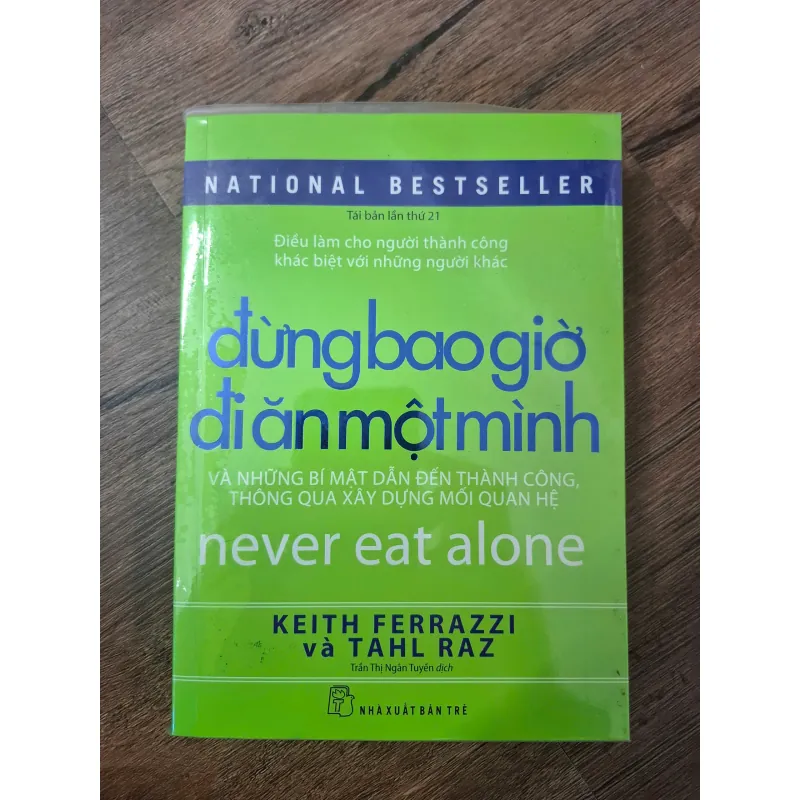 NATIONAL BESTSELLER
Tái bản lần thứ 21
Điều làm cho người thành công
khác biệt với những người khác
đừng bao giờ
đi ăn một mình
VÀ NHỮNG BÍ MẬT DẪN ĐẾN THÀNH CÔNG,
THÔNG QUA XÂY DỰNG MỐI QUAN HỆ
never eat alone
KEITH FERRAZZI
và TAHL RAZ
Trần Thị Ngân Tuyến dịch
NHÀ XUẤT BẢN TRẺ